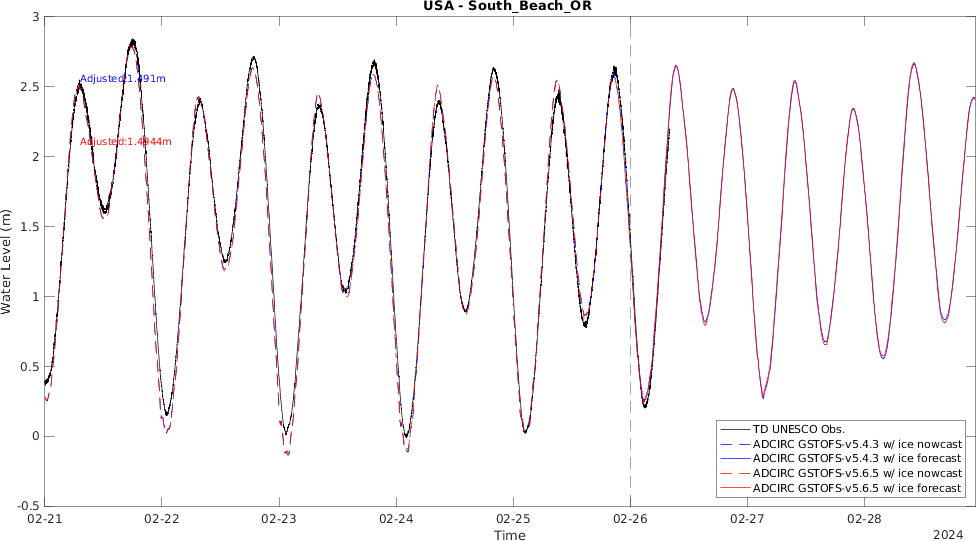 USA - South_Beach_OR
3
2.5
2
1.5
1
0.5
0
-0.5
Water Level (m)
Adjusted:1.491m
Adjusted:1.4944m
TD UNESCO Obs.
ADCIRC GSTOFS-v5.4.3 w/ ice nowcast
ADCIRC GSTOFS-v5.4.3 w/ ice forecast
ADCIRC GSTOFS-v5.6.5 w/ ice nowcast
ADCIRC GSTOFS-v5.6.5 w/ ice forecast
02-21 02-22 02-23 02-24 02-25 02-26 02-27 02-28
Time
2024